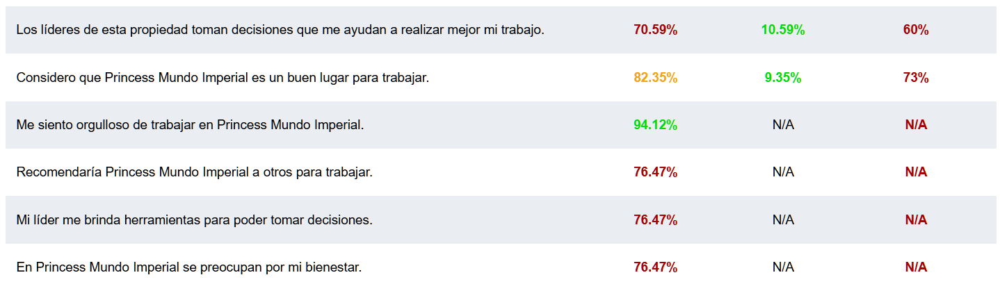 Los líderes de esta propiedad toman decisiones que me ayudan a realizar mejor mi trabajo. 70.59% 10.59% 60%
Considero que Princess Mundo Imperial es un buen lugar para trabajar. 82.35% 9.35% 73%
Me siento orgulloso de trabajar en Princess Mundo Imperial. 94.12% N/A N/A
Recomendaría Princess Mundo Imperial a otros para trabajar. 76.47% N/A N/A
Mi líder me brinda herramientas para poder tomar decisiones. 76.47% N/A N/A
En Princess Mundo Imperial se preocupan por mi bienestar. 76.47% N/A N/A